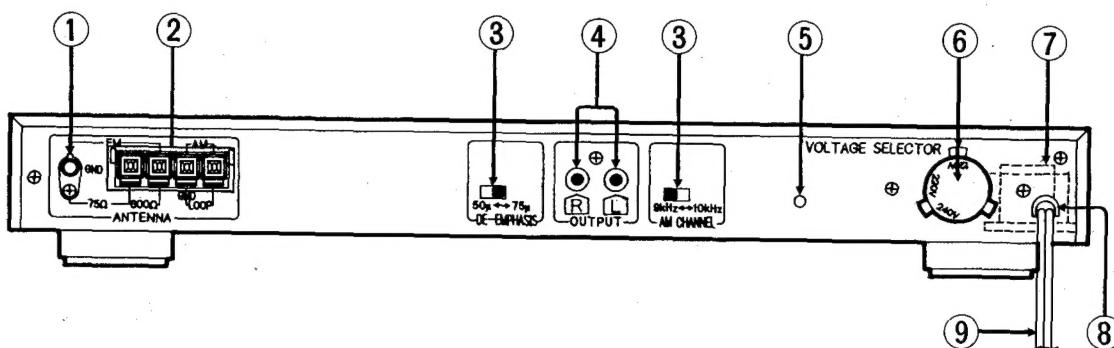 1 2 3 4 3 5 6 7
FM AM
GND
75Ω 300Ω GND LOOP
ANTENNA
50µ ↔ 75µ
DE-EMPHASIS
R L
OUTPUT
9kHz ↔ 10kHz
AM CHANNEL
VOLTAGE SELECTOR
240V
9 8